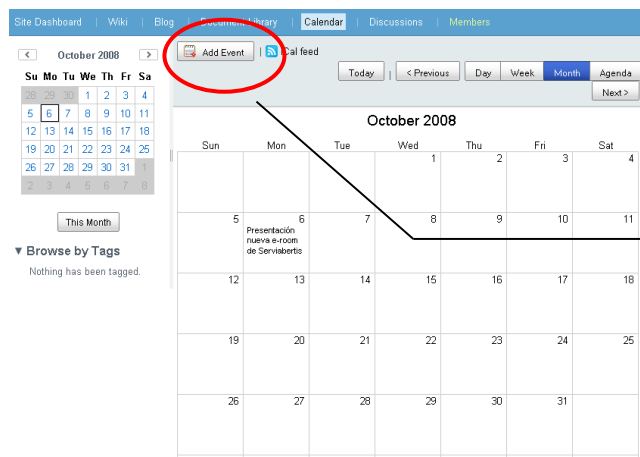 Site Dashboard | Wiki | Blog | Document Library | Calendar | Discussions | Members
< October 2008 >
Su Mo Tu We Th Fr Sa
28 29 30 1 2 3 4
5 6 7 8 9 10 11
12 13 14 15 16 17 18
19 20 21 22 23 24 25
26 27 28 29 30 31 1
2 3 4 5 6 7 8
This Month
▼ Browse by Tags
Nothing has been tagged.
Add Event | iCal feed
Today | < Previous Day Week Month Agenda
Next >
October 2008
Sun Mon Tue Wed Thu Fri Sat
1 2 3 4
5 6 7 8 9 10 11
Presentación
nueva e-room
de Serviabertis
12 13 14 15 16 17 18
19 20 21 22 23 24 25
26 27 28 29 30 31